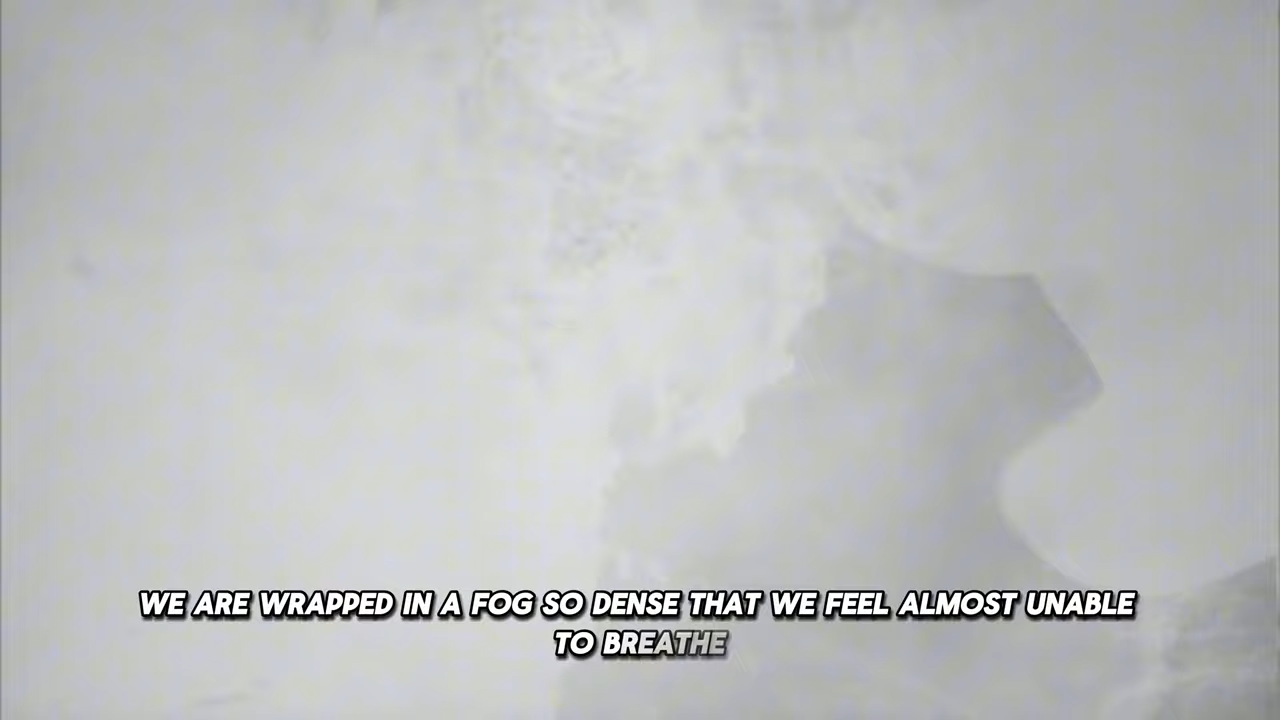 WE ARE WRAPPED IN A FOG SO DENSE THAT WE FEEL ALMOST UNABLE
TO BREATHE